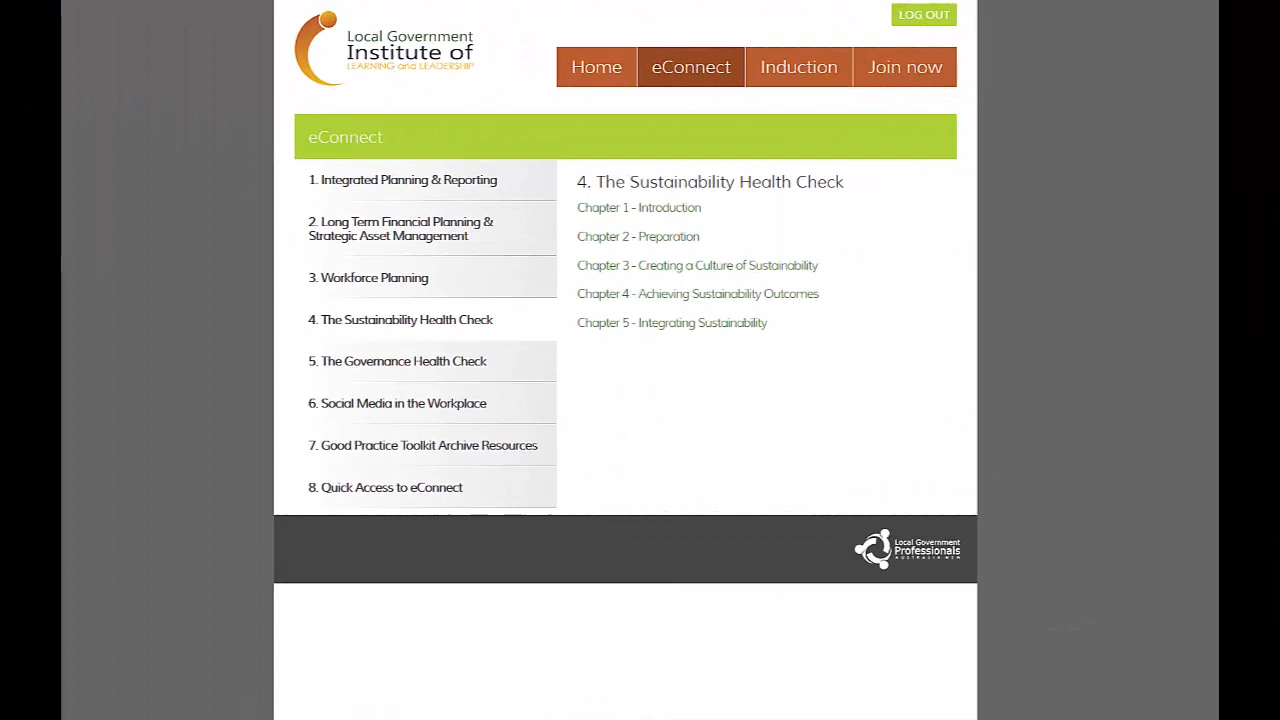 LOG OUT
Local Government
Institute of
LEARNING and LEADERSHIP
Home
eConnect
Induction
Join now
eConnect
1. Integrated Planning & Reporting
2. Long Term Financial Planning &
Strategic Asset Management
3. Workforce Planning
4. The Sustainability Health Check
5. The Governance Health Check
6. Social Media in the Workplace
7. Good Practice Toolkit Archive Resources
8. Quick Access to eConnect
4. The Sustainability Health Check
Chapter 1 - Introduction
Chapter 2 - Preparation
Chapter 3 - Creating a Culture of Sustainability
Chapter 4 - Achieving Sustainability Outcomes
Chapter 5 - Integrating Sustainability
Local Government
Professionals
AUSTRALIA NSW